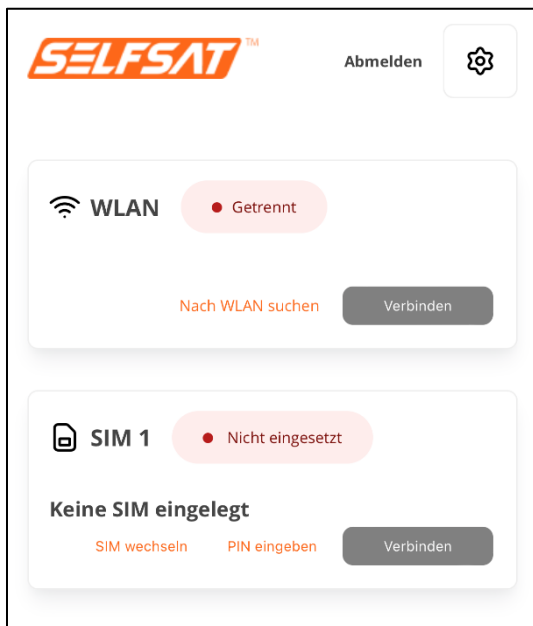 SELFSAT™
Abmelden
WLAN
Getrennt
Nach WLAN suchen
Verbinden
SIM 1
Nicht eingesetzt
Keine SIM eingelegt
SIM wechseln
PIN eingeben
Verbinden